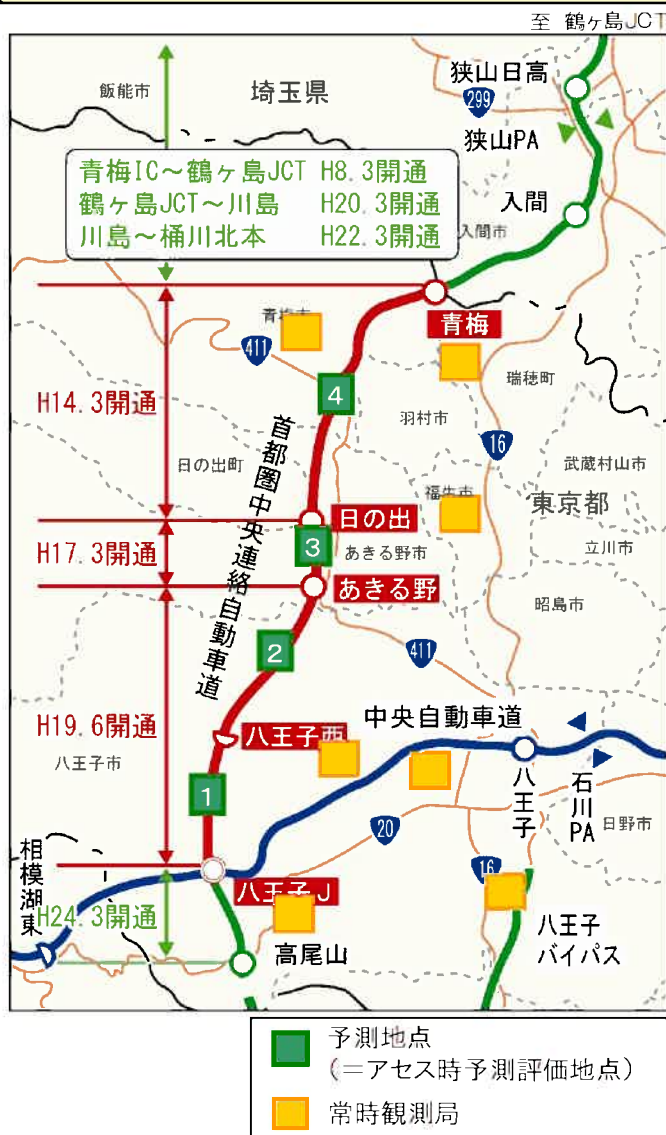 至 鶴ヶ島JCT
狭山日高
飯能市
埼玉県
299
狭山PA
青梅IC～鶴ヶ島JCT H8.3開通
鶴ヶ島JCT～川島 H20.3開通
川島～桶川北本 H22.3開通
入間
入間市
青梅市
青梅
411
瑞穂町
4
H14.3開通
羽村市
16
首都圏中央連絡自動車道
日の出町
武蔵村山市
福生市
東京都
日の出
3
あきる野市
立川市
H17.3開通
あきる野
昭島市
2
411
H19.6開通
中央自動車道
八王子西
八王子市
八王子
石川PA
1
20
日野市
相模湖東
16
八王子J
H24.3開通
八王子
バイパス
高尾山
予測地点
(＝アセス時予測評価地点)
常時観測局